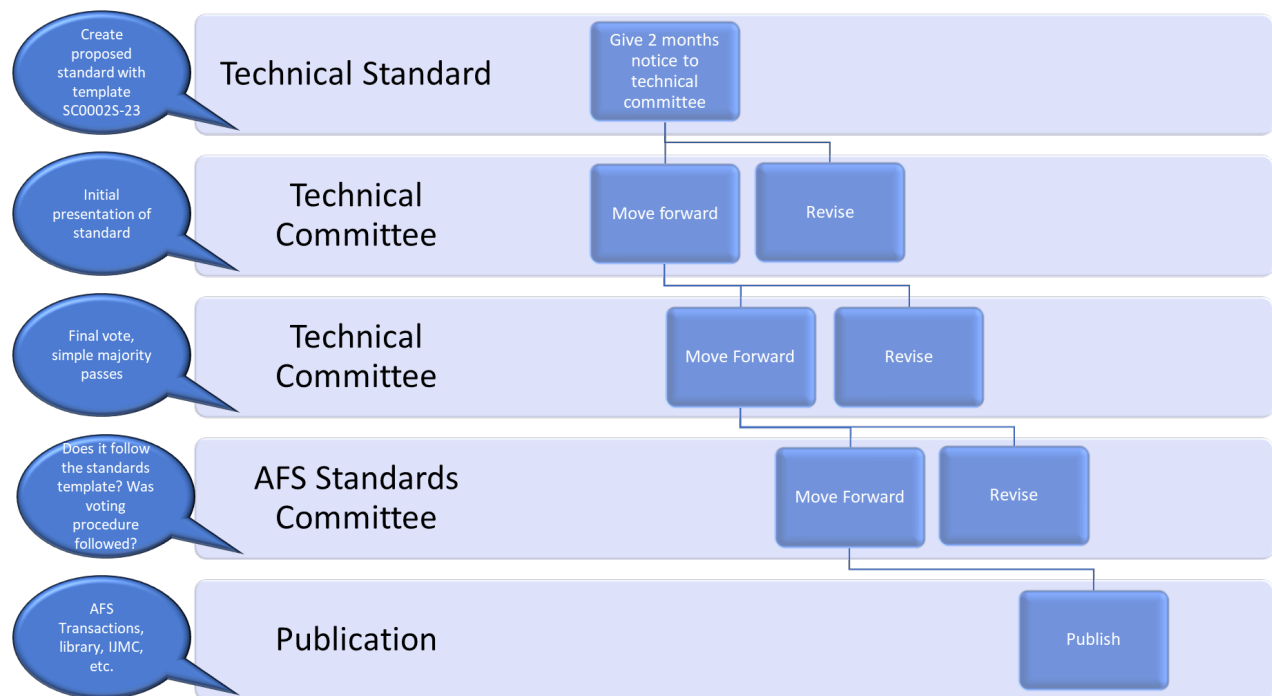 Create
proposed
standard with
template
SC0002S-23
Technical Standard
Give 2 months
notice to
technical
committee
Initial
presentation of
standard
Technical
Committee
Move forward
Revise
Final vote,
simple majority
passes
Technical
Committee
Move Forward
Revise
Does it follow
the standards
template? Was
voting
procedure
followed?
AFS Standards
Committee
Move Forward
Revise
AFS
Transactions,
library, IJMC,
etc.
Publication
Publish